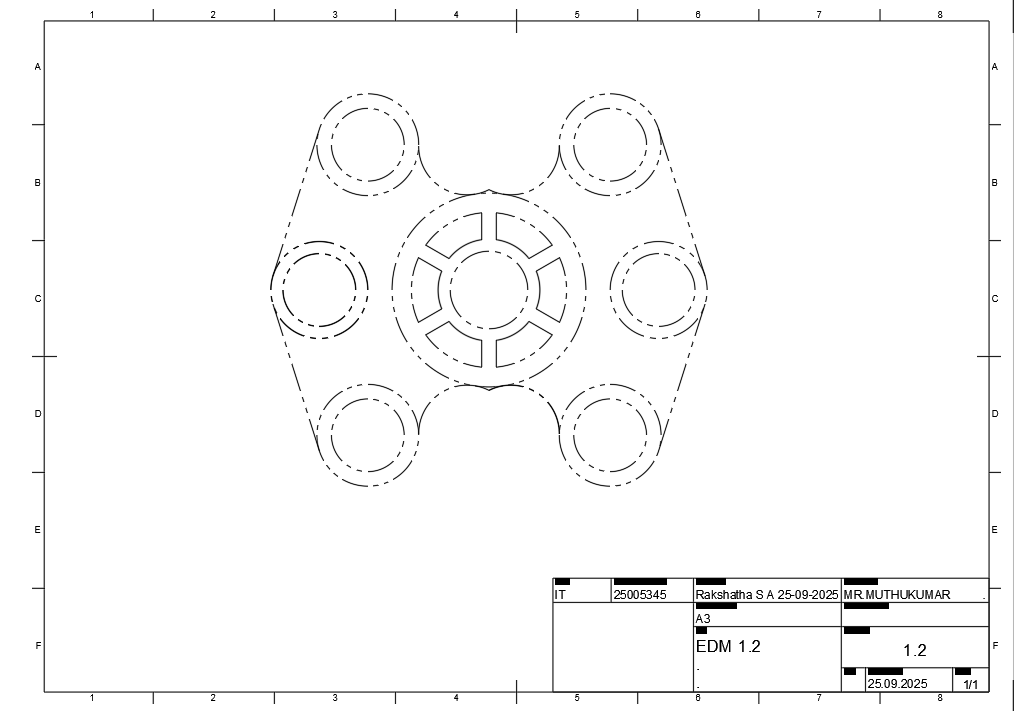 1 2 3 4 5 6 7 8
A A
B B
C C
D D
E E
F F
IT 25005345 Rakshatha S A 25-09-2025 MR.MUTHUKUMAR .
A3
EDM 1.2 1.2
.
. 25.09.2025 1/1
1 2 3 4 5 6 7 8